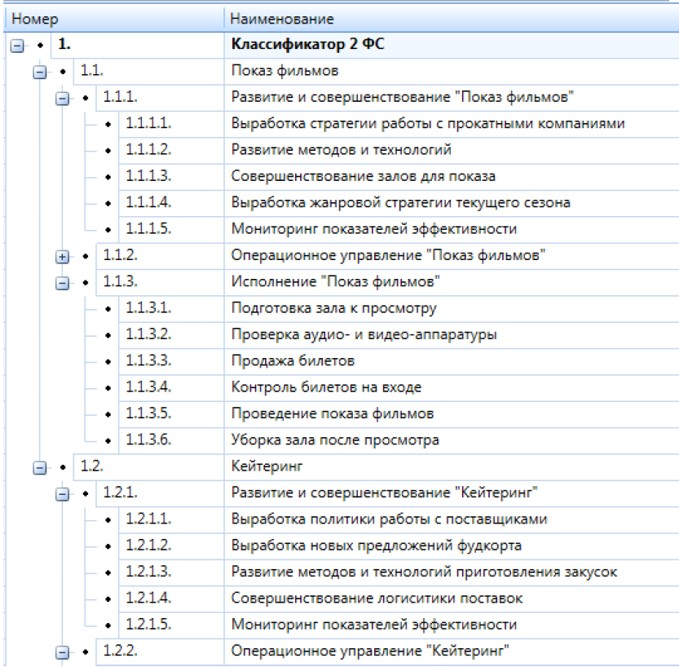 Номер Наименование
1. Классификатор 2 ФС
1.1. Показ фильмов
1.1.1. Развитие и совершенствование "Показ фильмов"
1.1.1.1. Выработка стратегии работы с прокатными компаниями
1.1.1.2. Развитие методов и технологий
1.1.1.3. Совершенствование залов для показа
1.1.1.4. Выработка жанровой стратегии текущего сезона
1.1.1.5. Мониторинг показателей эффективности
1.1.2. Операционное управление "Показ фильмов"
1.1.3. Исполнение "Показ фильмов"
1.1.3.1. Подготовка зала к просмотру
1.1.3.2. Проверка аудио- и видео-аппаратуры
1.1.3.3. Продажа билетов
1.1.3.4. Контроль билетов на входе
1.1.3.5. Проведение показа фильмов
1.1.3.6. Уборка зала после просмотра
1.2. Кейтеринг
1.2.1. Развитие и совершенствование "Кейтеринг"
1.2.1.1. Выработка политики работы с поставщиками
1.2.1.2. Выработка новых предложений фудкорта
1.2.1.3. Развитие методов и технологий приготовления закусок
1.2.1.4. Совершенствование логиситики поставок
1.2.1.5. Мониторинг показателей эффективности
1.2.2. Операционное управление "Кейтеринг"